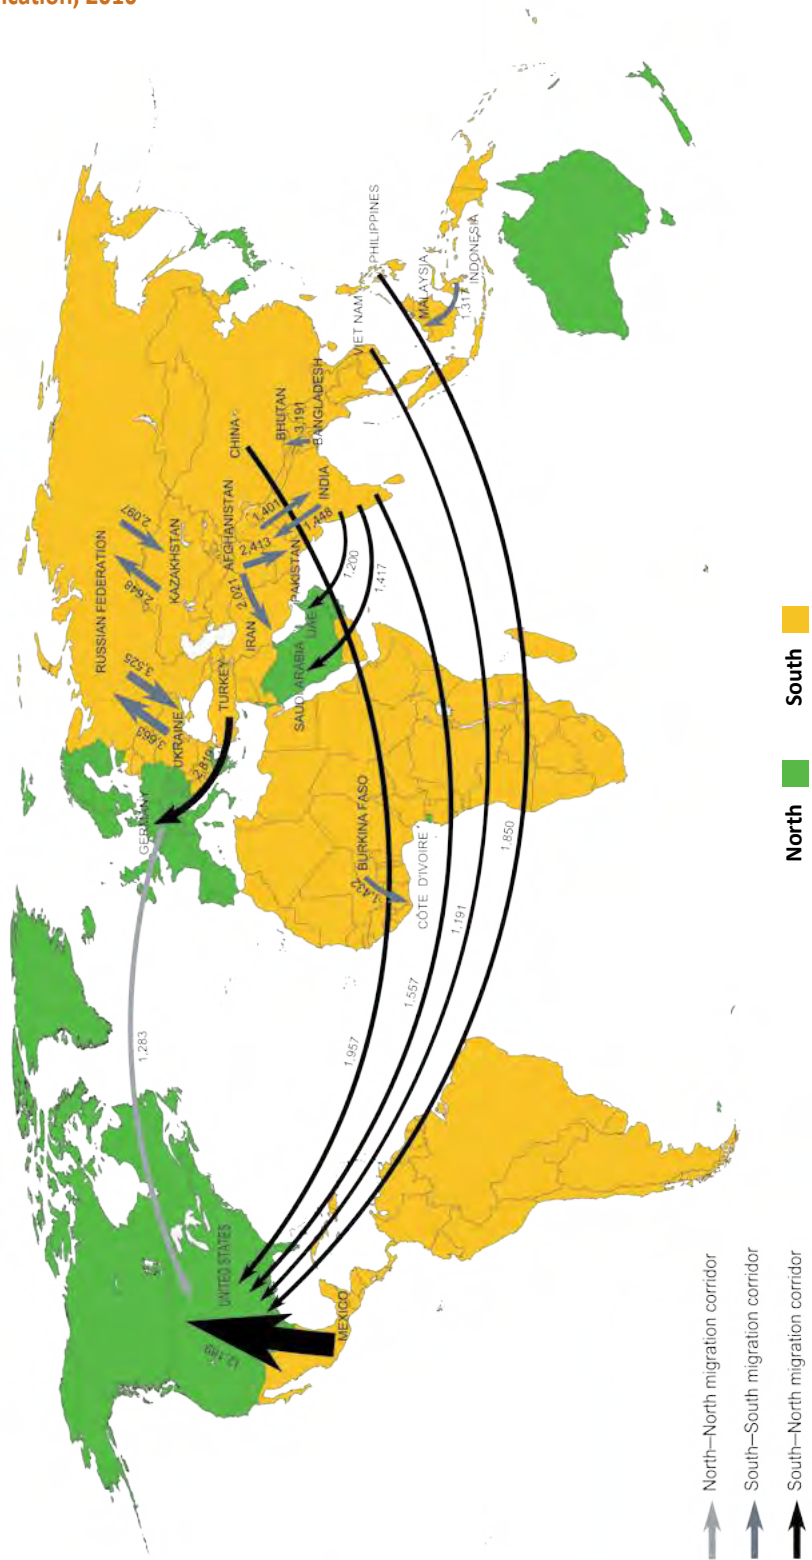 ication, 2010
RUSSIAN FEDERATION
2,097
2,648
KAZAKHSTAN
3,525
3,663
UKRAINE
TURKEY
2,819
GERMANY
1,283
UNITED STATES
12,189
MEXICO
CHINA
BHUTAN
3,191
BANGLADESH
AFGHANISTAN
1,401
INDIA
1,448
2,413
PAKISTAN
2,021
IRAN
UAE
SAUDI ARABIA
1,200
1,417
VIET NAM
PHILIPPINES
MALAYSIA
1,317
INDONESIA
BURKINA FASO
1,432
CÔTE D'IVOIRE
1,957
1,557
1,191
1,850
North
South
North–North migration corridor
South–South migration corridor
South–North migration corridor